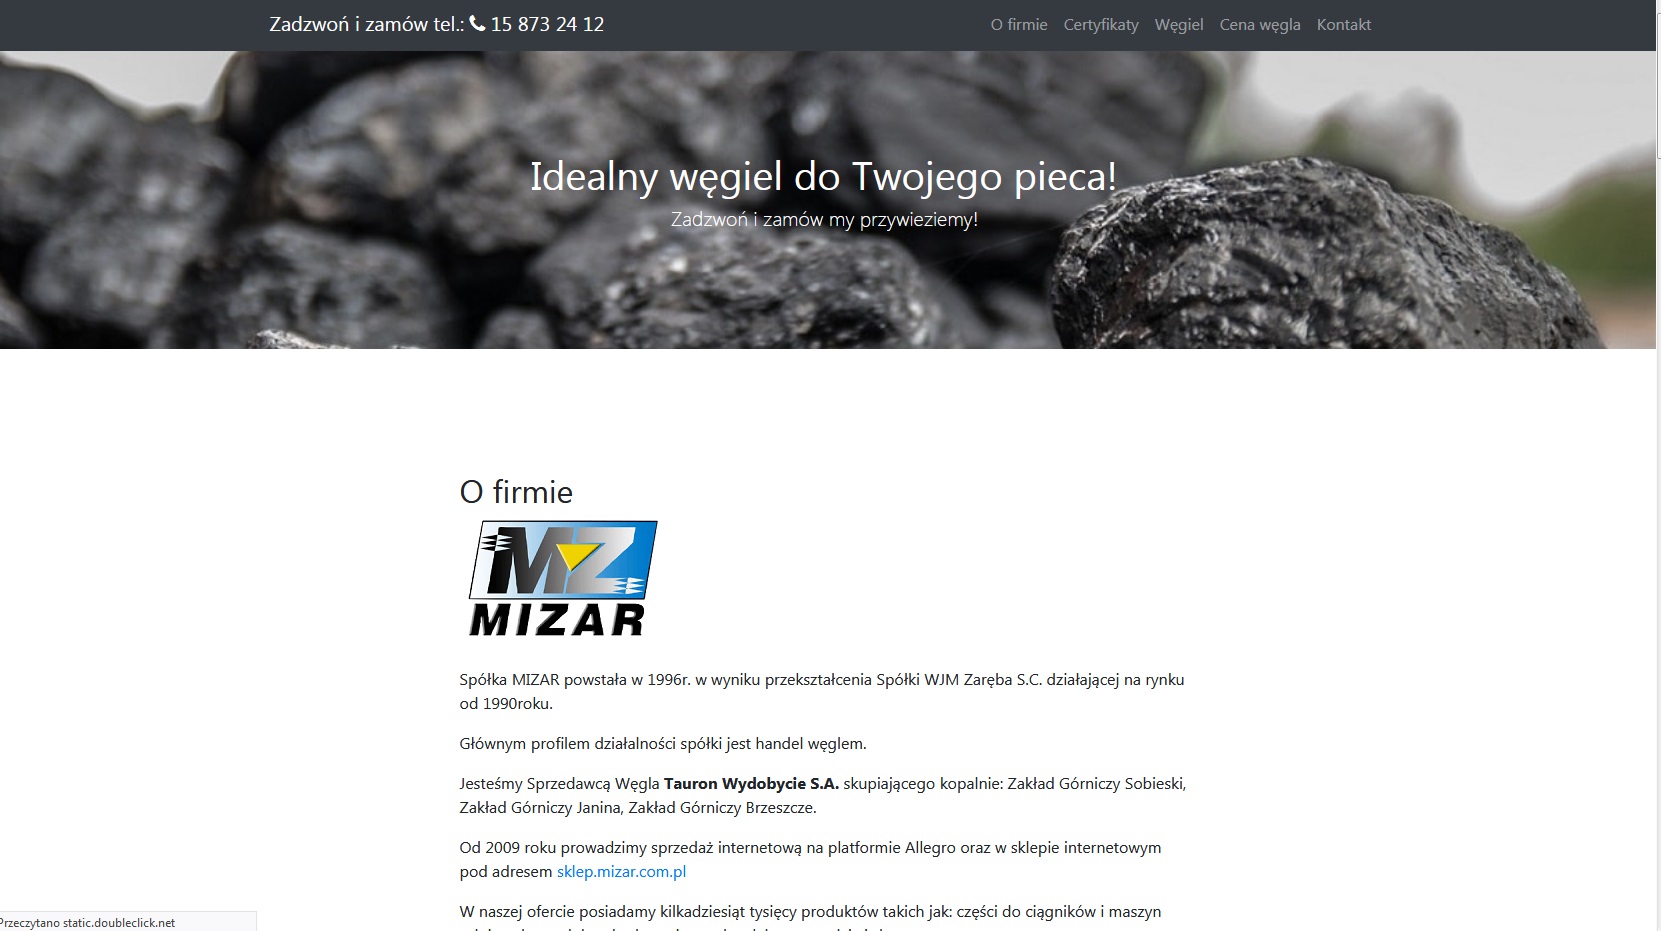 Zadzwoń i zamów tel.: 15 873 24 12
O firmie Certyfikaty Węgiel Cena węgla Kontakt
Idealny węgiel do Twojego pieca!
Zadzwoń i zamów my przywieziemy!
O firmie
MZ
MIZAR
Spółka MIZAR powstała w 1996r. w wyniku przekształcenia Spółki WJM Zaręba S.C. działającej na rynku
od 1990roku.
Głównym profilem działalności spółki jest handel węglem.
Jesteśmy Sprzedawcą Węgla Tauron Wydobycie S.A. skupiającego kopalnie: Zakład Górniczy Sobieski,
Zakład Górniczy Janina, Zakład Górniczy Brzeszcze.
Od 2009 roku prowadzimy sprzedaż internetową na platformie Allegro oraz w sklepie internetowym
pod adresem sklep.mizar.com.pl
W naszej ofercie posiadamy kilkadziesiąt tysięcy produktów takich jak: części do ciągników i maszyn
Przeczytano static.doubleclick.net